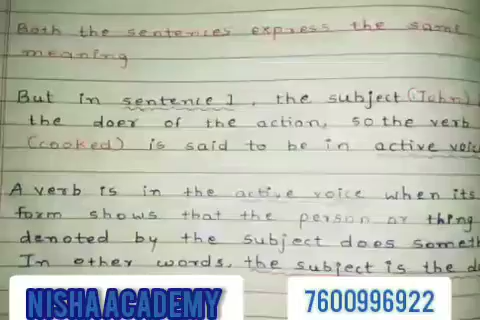 Both the sentences express the same
meaning
But in sentence 1, the subject (John)
the doer of the action, so the verb
(cooked) is said to be in active voice
A verb is in the active voice when its
form shows that the person or thing
denoted by the subject does someth
In other words, the subject is the d
NISHA ACADEMY
7600996922